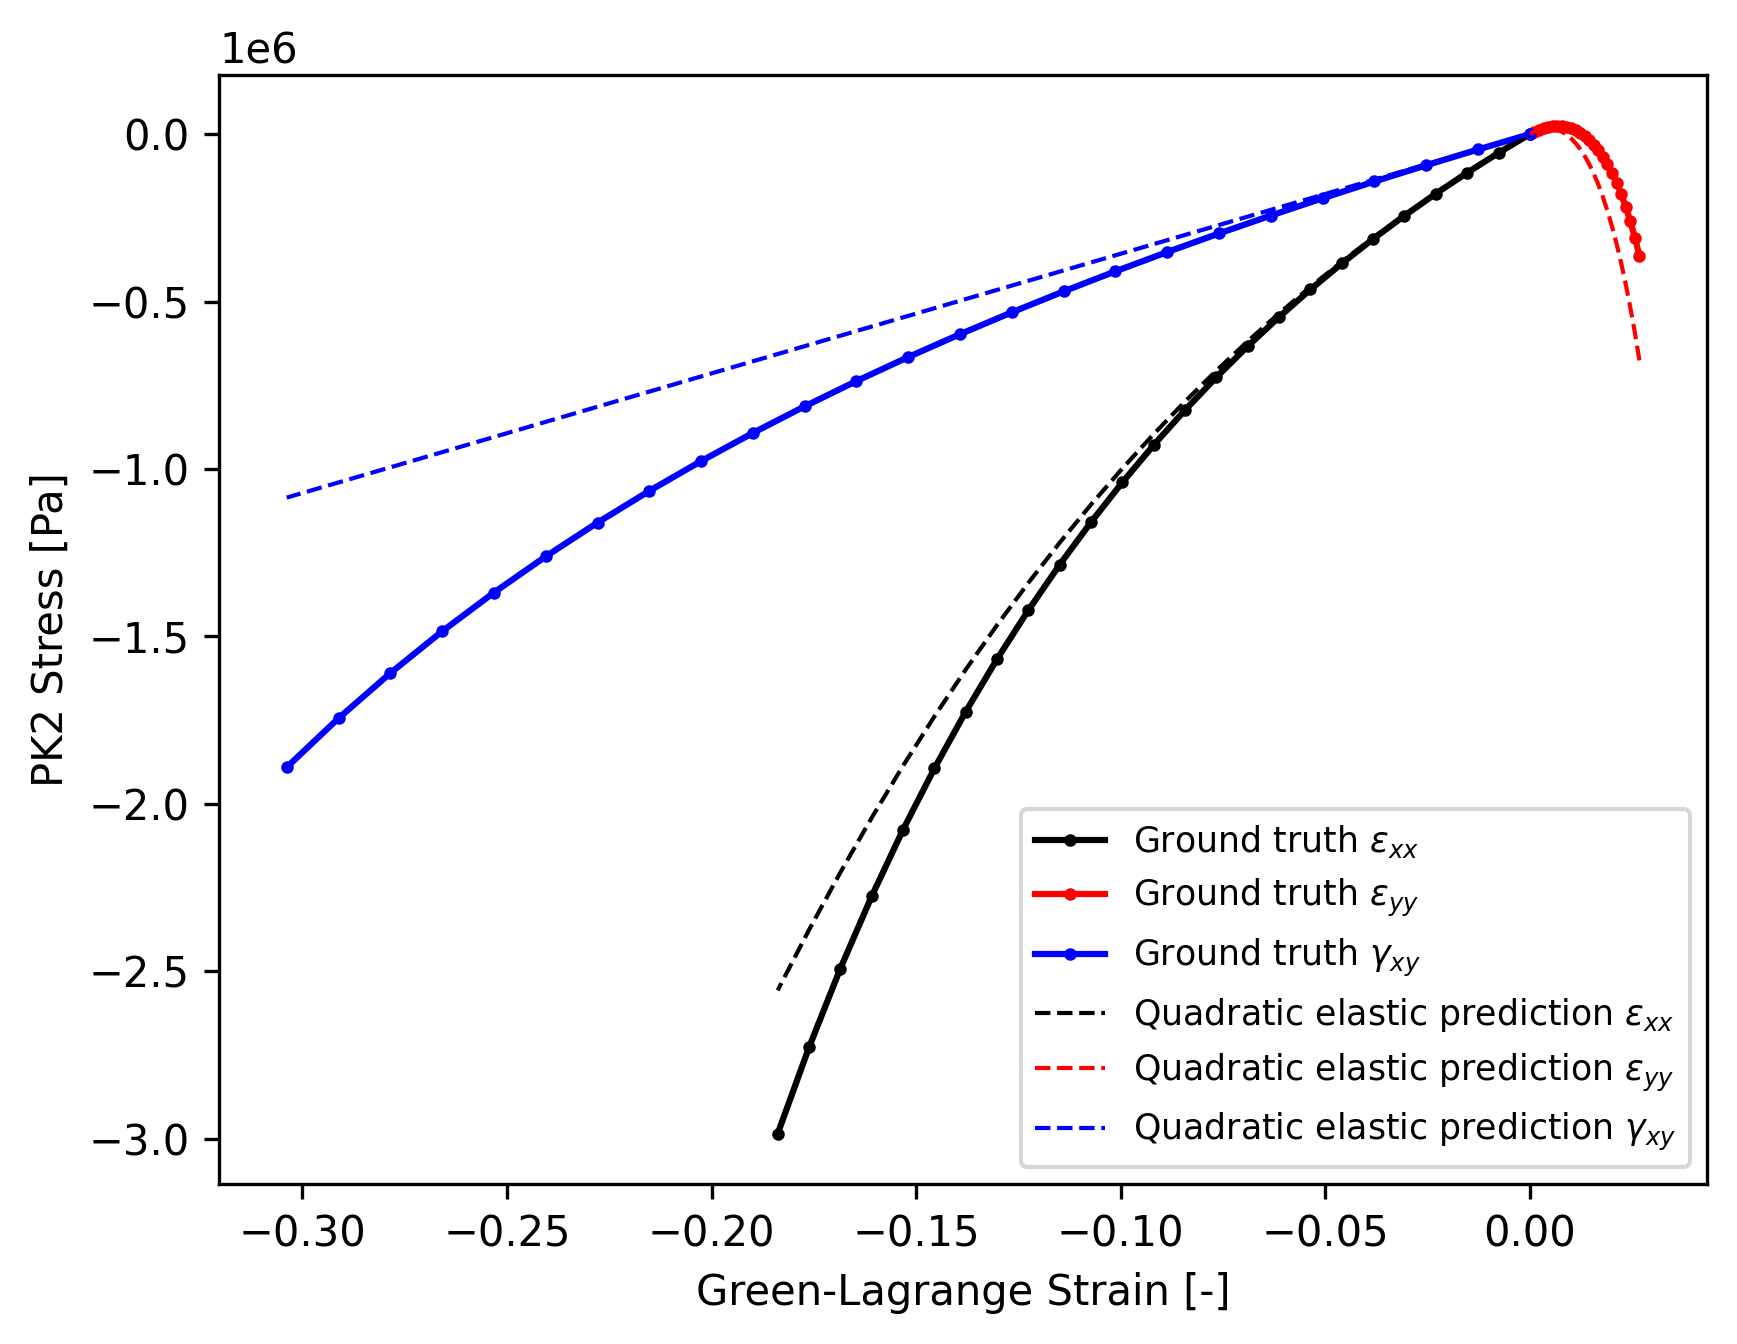 1e6
0.0
−0.5
−1.0
−1.5
−2.0
−2.5
−3.0
PK2 Stress [Pa]
Ground truth εxx
Ground truth εyy
Ground truth γxy
Quadratic elastic prediction εxx
Quadratic elastic prediction εyy
Quadratic elastic prediction γxy
−0.30 −0.25 −0.20 −0.15 −0.10 −0.05 0.00
Green-Lagrange Strain [-]